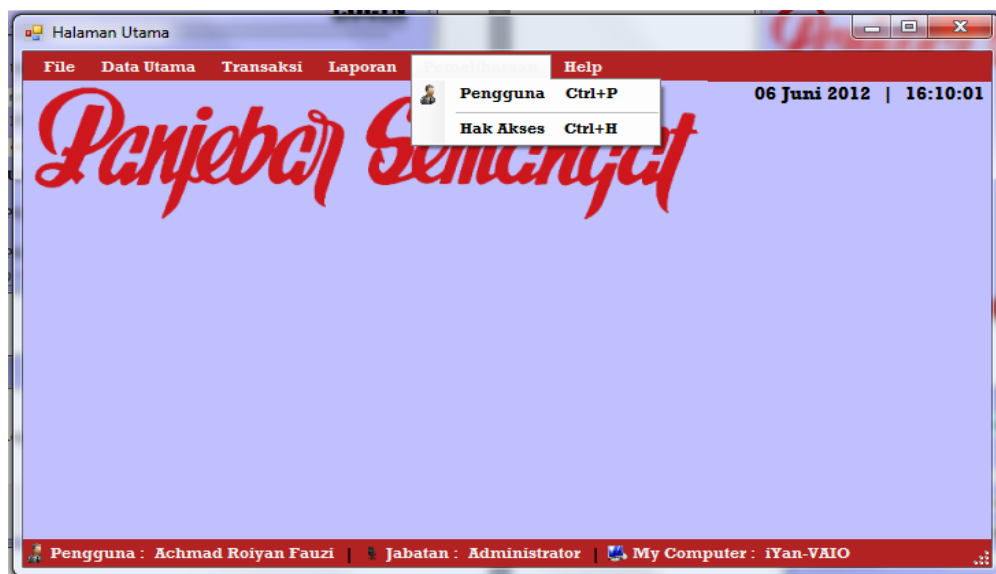 Halaman Utama
File Data Utama Transaksi Laporan Pemeliharaan Help
Pengguna Ctrl+P
Hak Akses Ctrl+H
06 Juni 2012 | 16:10:01
Panjebar Semangat
Pengguna : Achmad Roiyan Fauzi | Jabatan : Administrator | My Computer : iYan-VAIO